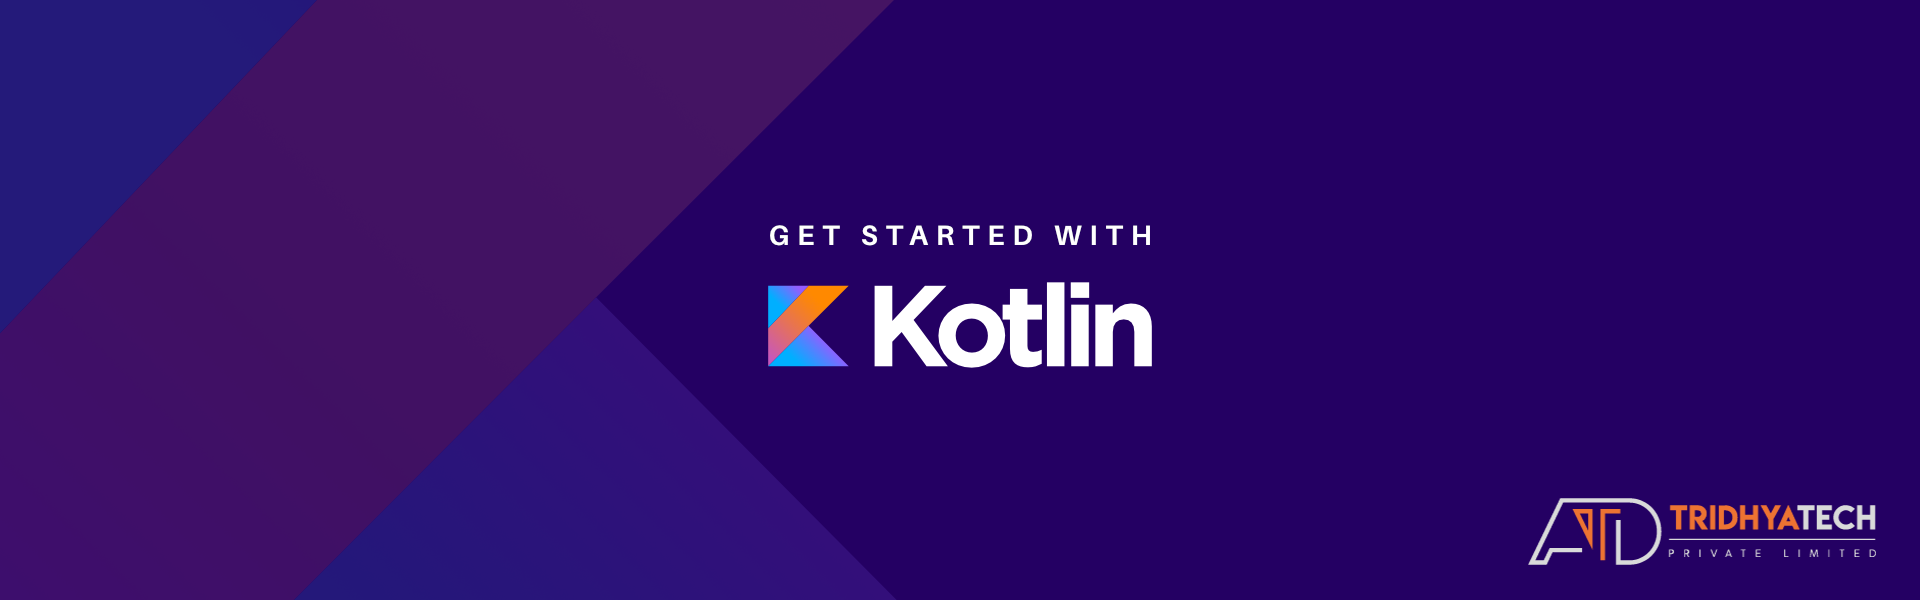 GET STARTED WITH
Kotlin
TRIDHYATECH
PRIVATE LIMITED